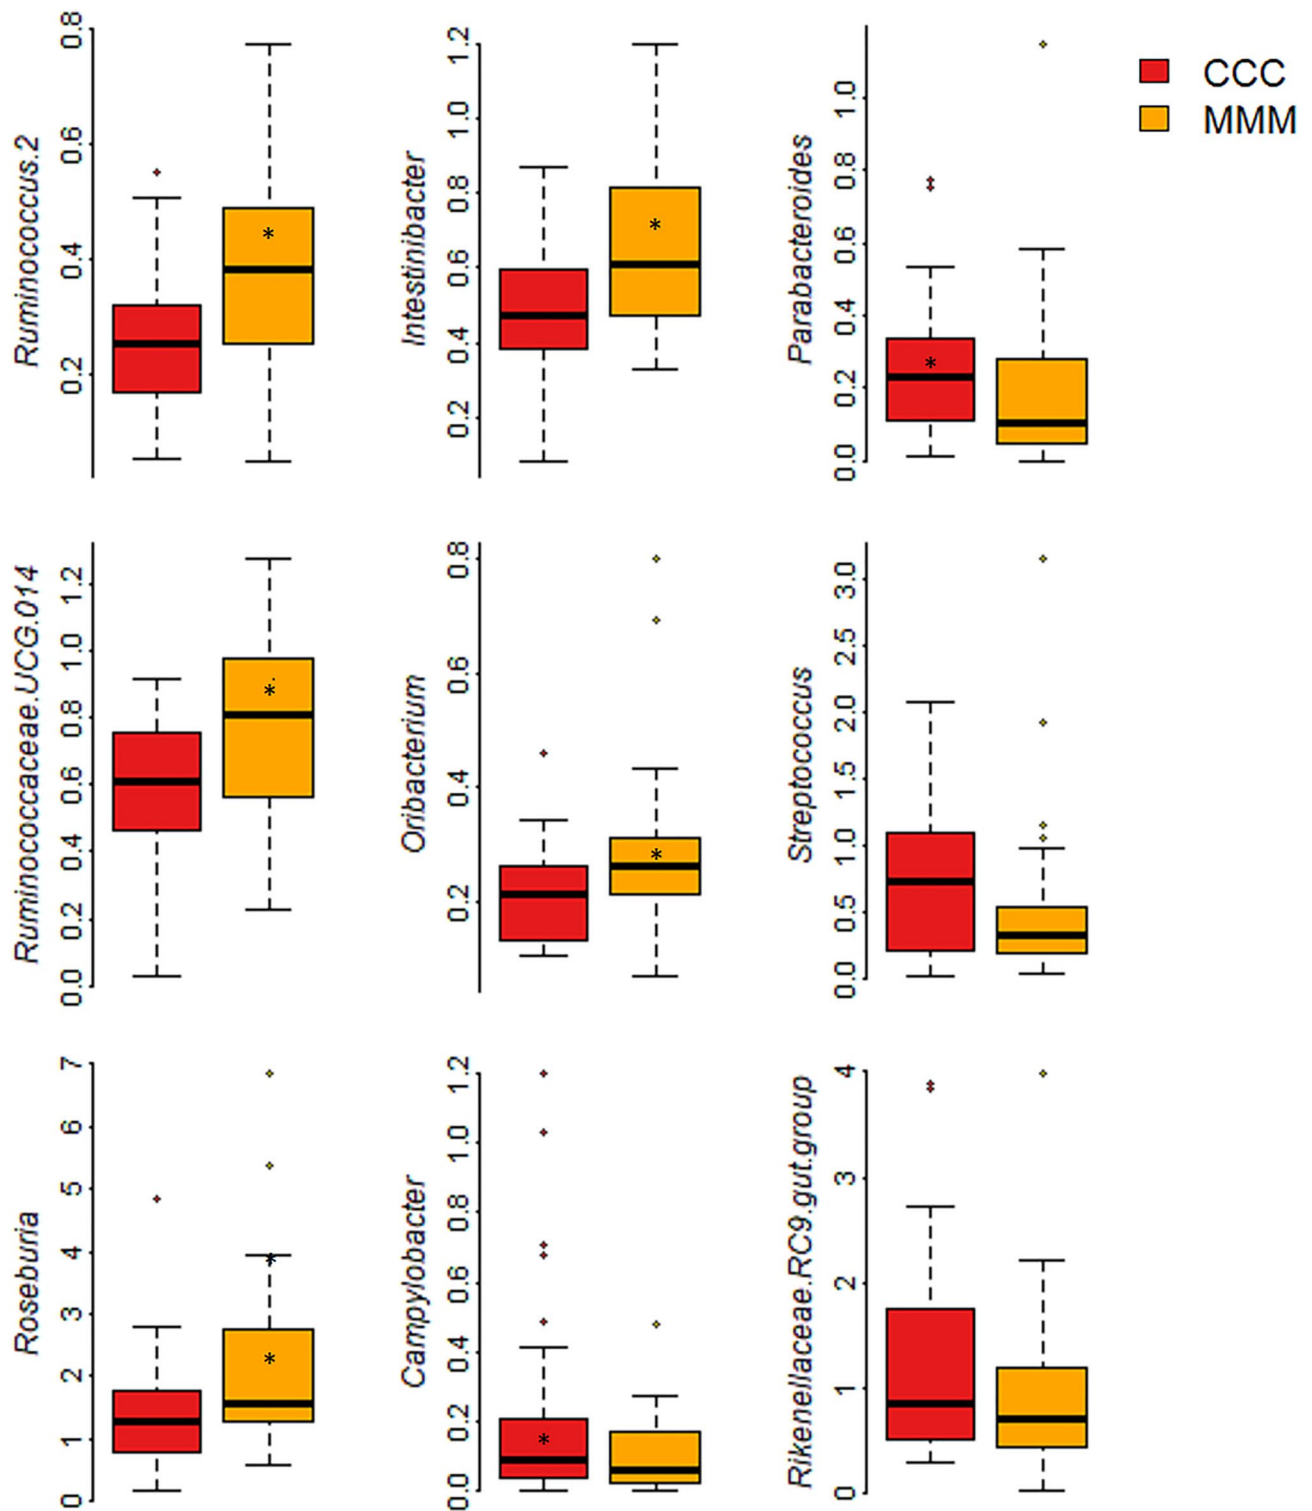 Ruminococcus.2
0.2 0.4 0.6 0.8
*
Intestinibacter
0.2 0.4 0.6 0.8 1.0 1.2
*
Parabacteroides
0.0 0.2 0.4 0.6 0.8 1.0
*
CCC
MMM
Ruminococcaceae.UCG.014
0.0 0.2 0.4 0.6 0.8 1.0 1.2
*
Oribacterium
0.2 0.4 0.6 0.8
*
Streptococcus
0.0 0.5 1.0 1.5 2.0 2.5 3.0
Roseburia
0 1 2 3 4 5 6 7
*
*
Campylobacter
0.0 0.2 0.4 0.6 0.8 1.0 1.2
*
Rikenellaceae.RC9.gut.group
0 1 2 3 4